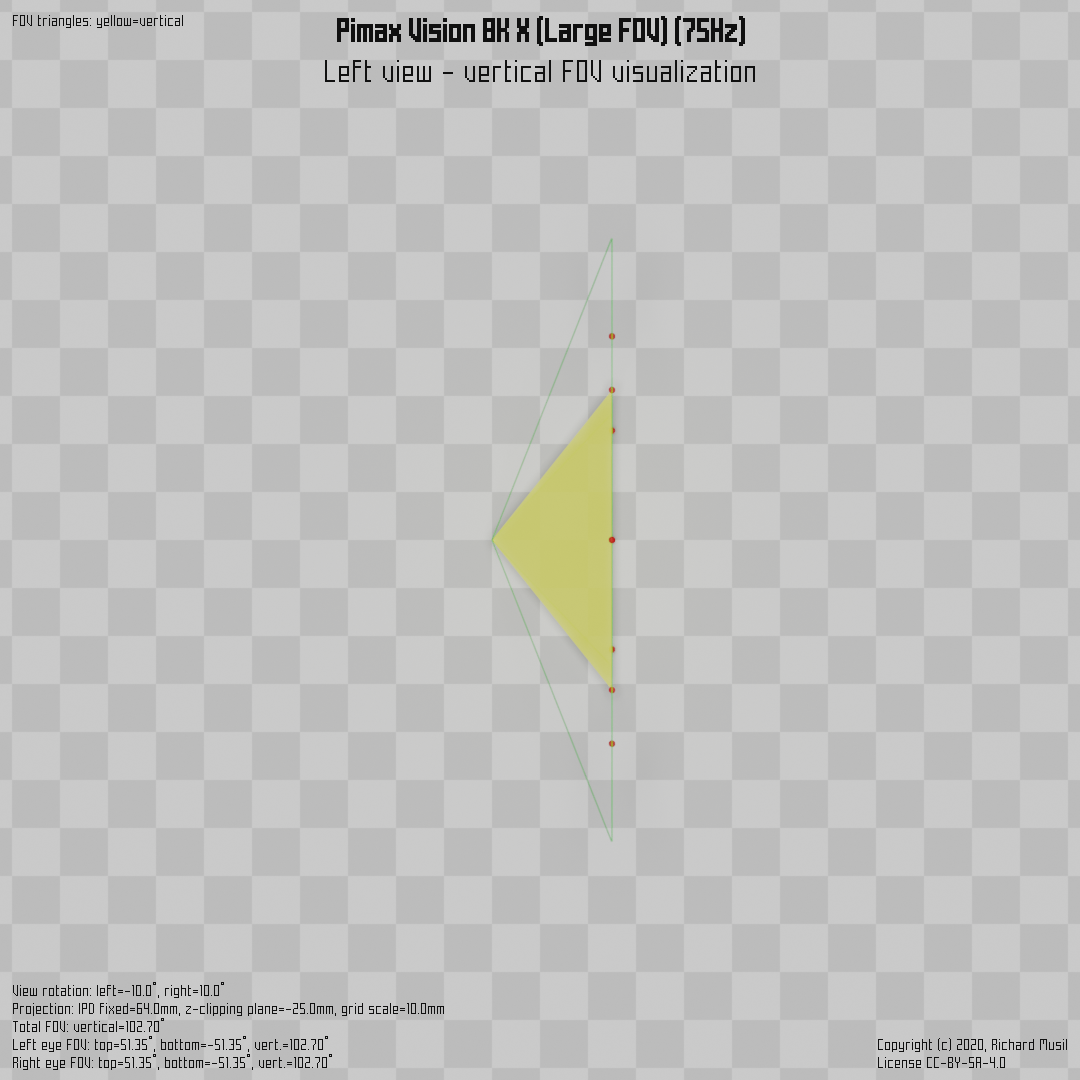 FOV triangles: yellow=vertical
Pimax Vision 8K X (Large FOV) (75Hz)
Left view - vertical FOV visualization
View rotation: left=-10.0°, right=10.0°
Projection: IPD fixed=64.0mm, z-clipping plane=-25.0mm, grid scale=10.0mm
Total FOV: vertical=102.70°
Left eye FOV: top=51.35°, bottom=-51.35°, vert.=102.70°
Right eye FOV: top=51.35°, bottom=-51.35°, vert.=102.70°
Copyright (c) 2020, Richard Musil
License CC-BY-SA-4.0